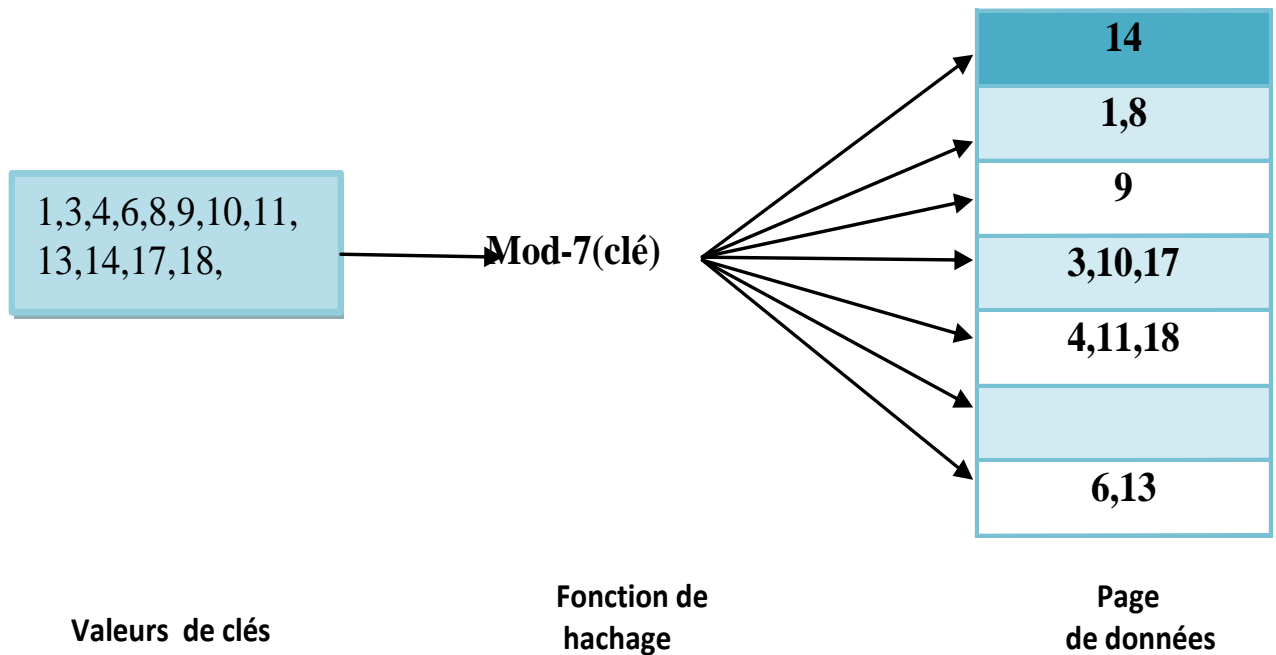 1,3,4,6,8,9,10,11,
13,14,17,18,
Mod-7(clé)
14
1,8
9
3,10,17
4,11,18
6,13
Valeurs de clés
Fonction de
hachage
Page
de données